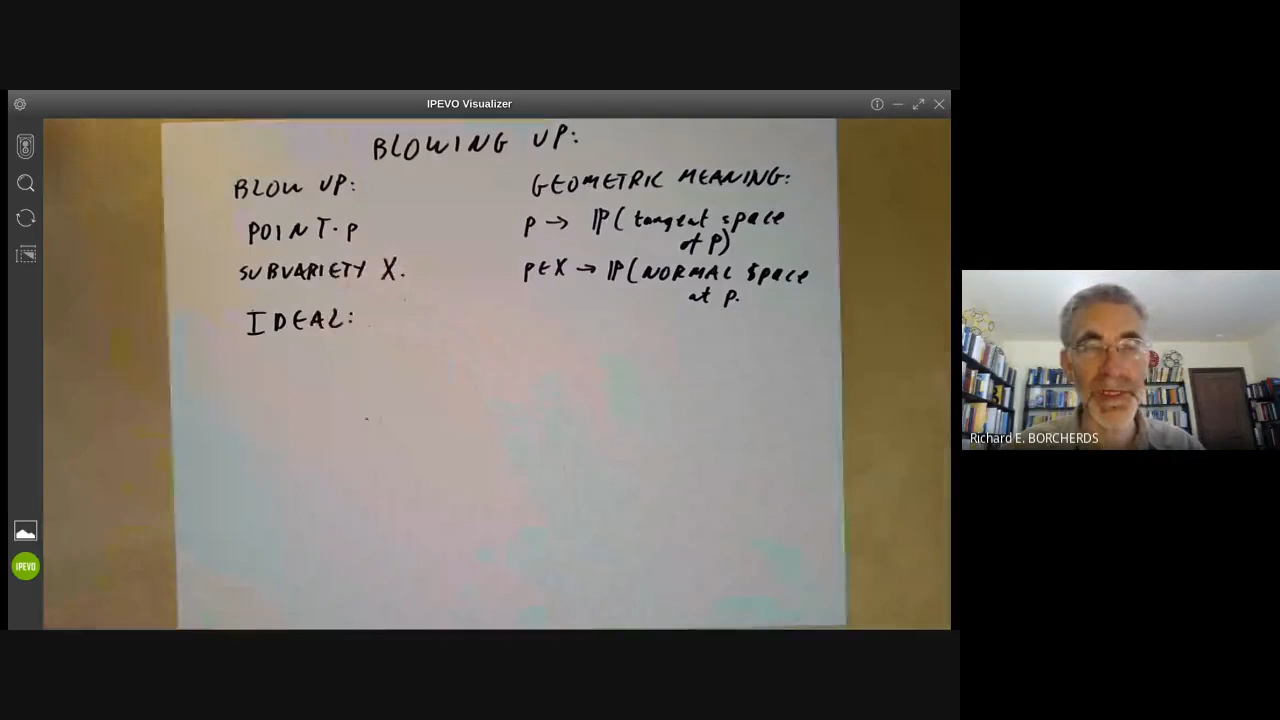 IPEVO Visualizer
BLOWING UP:
BLOW UP:
GEOMETRIC MEANING:
POINT. p
p → ℙ( tangent space
of p)
SUBVARIETY X.
p∈X → ℙ(NORMAL space
at p.
IDEAL:
Richard E. BORCHERDS
IPEVO